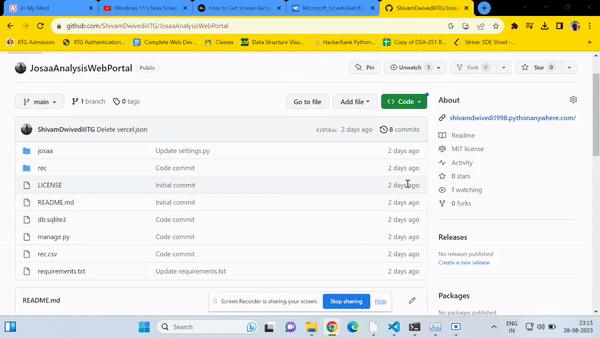 In My Mind
Windows 11's New Screen
How to Get Screen Reco
Microsoft_ScreenSketch
ShivamDwivediIITG/Josaa
github.com/ShivamDwivediIITG/JosaaAnalysisWebPortal
IITG Admission
IITG Authentication...
Complete Web Dev
Classes
Data Structure Visual...
HackerRank Python
Copy of DSA-251 B...
Striver SDE Sheet -...
JosaaAnalysisWebPortal
Public
Pin
Unwatch 1
Fork 0
Star 0
main
1 branch
0 tags
Go to file
Add file
Code
About
ShivamDwivediIITG Delete vercel.json
2 days ago
8 commits
shivamdwivedi1998.pythonanywhere.com/
josaa Update settings.py 2 days ago
rec Code commit 2 days ago
LICENSE Initial commit 2 days ago
README.md Initial commit 2 days ago
db.sqlite3 Code commit 2 days ago
manage.py Code commit 2 days ago
rec.csv Code commit 2 days ago
requirements.txt Update requirements.txt 2 days ago
Readme
MIT license
Activity
0 stars
1 watching
0 forks
Releases
No releases published
Create a new release
Packages
No packages published
README.md
Screen Recorder is sharing your screen.
Stop sharing
Hide
Search
ENG
IN
23:15
28-08-2023